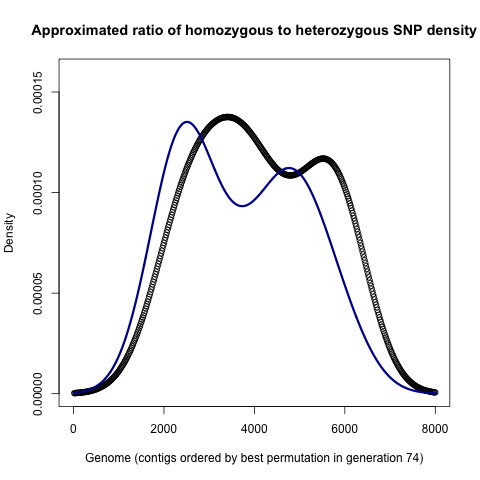 Approximated ratio of homozygous to heterozygous SNP density
0.00015
0.00010
0.00005
0.00000
Density
0 2000 4000 6000 8000
Genome (contigs ordered by best permutation in generation 74)